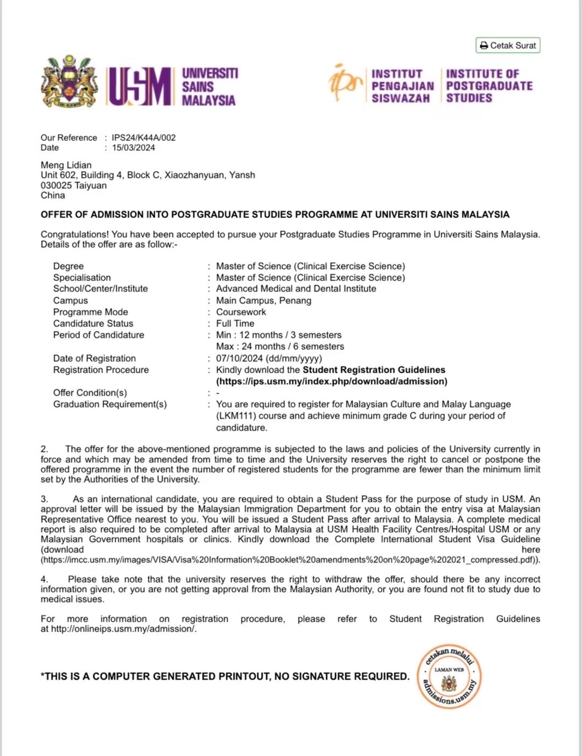 Cetak Surat
USM
UNIVERSITI
SAINS
MALAYSIA
ips
INSTITUT
PENGAJIAN
SISWAZAH
INSTITUTE OF
POSTGRADUATE
STUDIES
Our Reference : IPS24/K44A/002
Date : 15/03/2024
Meng Lidian
Unit 602, Building 4, Block C, Xiaozhanyuan, Yansh
030025 Taiyuan
China
OFFER OF ADMISSION INTO POSTGRADUATE STUDIES PROGRAMME AT UNIVERSITI SAINS MALAYSIA
Congratulations! You have been accepted to pursue your Postgraduate Studies Programme in Universiti Sains Malaysia.
Details of the offer are as follow:-
Degree : Master of Science (Clinical Exercise Science)
Specialisation : Master of Science (Clinical Exercise Science)
School/Center/Institute : Advanced Medical and Dental Institute
Campus : Main Campus, Penang
Programme Mode : Coursework
Candidature Status : Full Time
Period of Candidature : Min : 12 months / 3 semesters
Max : 24 months / 6 semesters
Date of Registration : 07/10/2024 (dd/mm/yyyy)
Registration Procedure : Kindly download the Student Registration Guidelines
(https://ips.usm.my/index.php/download/admission)
Offer Condition(s) : -
Graduation Requirement(s) : You are required to register for Malaysian Culture and Malay Language
(LKM111) course and achieve minimum grade C during your period of
candidature.
2. The offer for the above-mentioned programme is subjected to the laws and policies of the University currently in
force and which may be amended from time to time and the University reserves the right to cancel or postpone the
offered programme in the event the number of registered students for the programme are fewer than the minimum limit
set by the Authorities of the University.
3. As an international candidate, you are required to obtain a Student Pass for the purpose of study in USM. An
approval letter will be issued by the Malaysian Immigration Department for you to obtain the entry visa at Malaysian
Representative Office nearest to you. You will be issued a Student Pass after arrival to Malaysia. A complete medical
report is also required to be completed after arrival to Malaysia at USM Health Facility Centres/Hospital USM or any
Malaysian Government hospitals or clinics. Kindly download the Complete International Student Visa Guideline
(download here
(https://imcc.usm.my/images/VISA/Visa%20Information%20Booklet%20amendments%20on%20page%202021_compressed.pdf)).
4. Please take note that the university reserves the right to withdraw the offer, should there be any incorrect
information given, or you are not getting approval from the Malaysian Authority, or you are found not fit to study due to
medical issues.
For more information on registration procedure, please refer to Student Registration Guidelines
at http://onlineips.usm.my/admission/.
*THIS IS A COMPUTER GENERATED PRINTOUT, NO SIGNATURE REQUIRED.
cetakan melalui
LAMAN WEB
admissions.usm.my